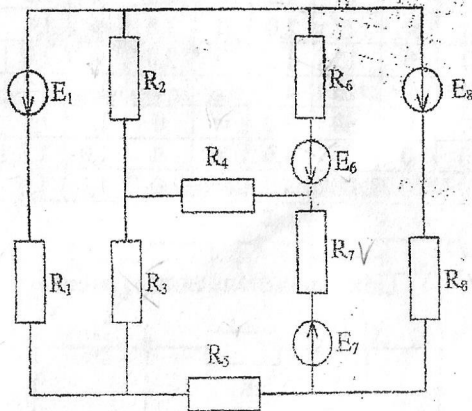 E₁ R₂ R₆ E₈
R₄ E₆
R₁ R₃ R₇ V R₈
E₇
R₅